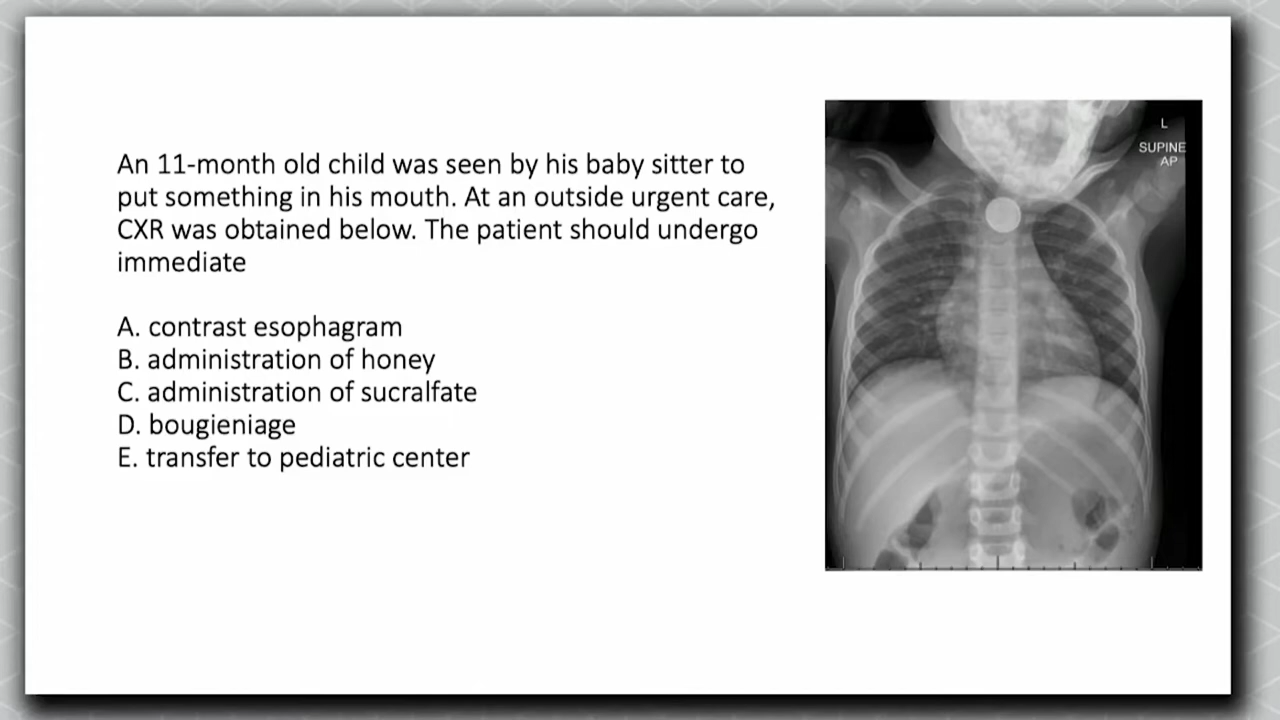 An 11-month old child was seen by his baby sitter to
put something in his mouth. At an outside urgent care,
CXR was obtained below. The patient should undergo
immediate
A. contrast esophagram
B. administration of honey
C. administration of sucralfate
D. bougieniage
E. transfer to pediatric center
L
SUPINE
AP